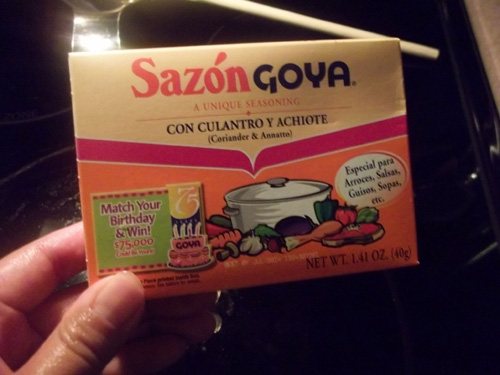 Sazón GOYA®
A UNIQUE SEASONING
CON CULANTRO Y ACHIOTE
(Coriander & Annatto)
Especial para
Arroces, Salsas,
Guisos, Sopas,
etc.
Match Your
Birthday
& Win!
$75,000
75
GOYA
NET WT. 1.41 OZ. (40g)